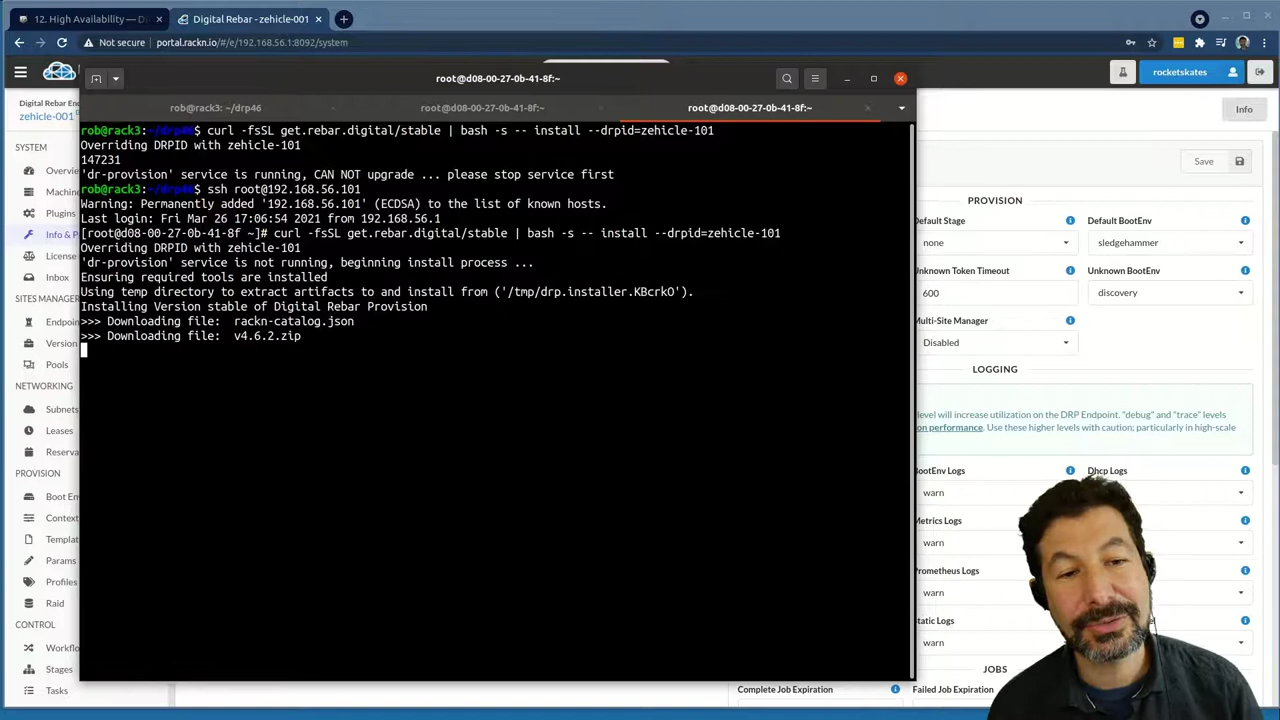 12. High Availability — D
Digital Rebar - zehicle-001
Not secure
portal.rackn.io/#/e/192.168.56.1:8092/system
root@d08-00-27-0b-41-8f:~
rocketskates
rob@rack3: ~/drp46
root@d08-00-27-0b-41-8f:~
root@d08-00-27-0b-41-8f:~
Digital Rebar En
zehicle-001
Info
SYSTEM
Overvie
Machin
Plugins
Info & P
License
Inbox
SITES MANAGER
Endpoin
Version
Pools
NETWORKING
Subnets
Leases
Reserva
PROVISION
Boot En
Context
Templat
Params
Profiles
Raid
CONTROL
Workflo
Stages
Tasks
rob@rack3:~/drp46$ curl -fsSL get.rebar.digital/stable | bash -s -- install --drpid=zehicle-101
Overriding DRPID with zehicle-101
147231
'dr-provision' service is running, CAN NOT upgrade ... please stop service first
rob@rack3:~/drp46$ ssh root@192.168.56.101
Warning: Permanently added '192.168.56.101' (ECDSA) to the list of known hosts.
Last login: Fri Mar 26 17:06:54 2021 from 192.168.56.1
[root@d08-00-27-0b-41-8f ~]# curl -fsSL get.rebar.digital/stable | bash -s -- install --drpid=zehicle-101
Overriding DRPID with zehicle-101
'dr-provision' service is not running, beginning install process ...
Ensuring required tools are installed
Using temp directory to extract artifacts to and install from ('/tmp/drp.installer.KBcrkO').
Installing Version stable of Digital Rebar Provision
>>> Downloading file:  rackn-catalog.json
>>> Downloading file:  v4.6.2.zip
Save
PROVISION
Default Stage
Default BootEnv
none
sledgehammer
Unknown Token Timeout
Unknown BootEnv
600
discovery
Multi-Site Manager
Disabled
LOGGING
level will increase utilization on the DRP Endpoint. "debug" and "trace" levels
on performance. Use these higher levels with caution; particularly in high-scale
BootEnv Logs
Dhcp Logs
warn
Metrics Logs
warn
Prometheus Logs
warn
Static Logs
warn
JOBS
Complete Job Expiration
Failed Job Expiration